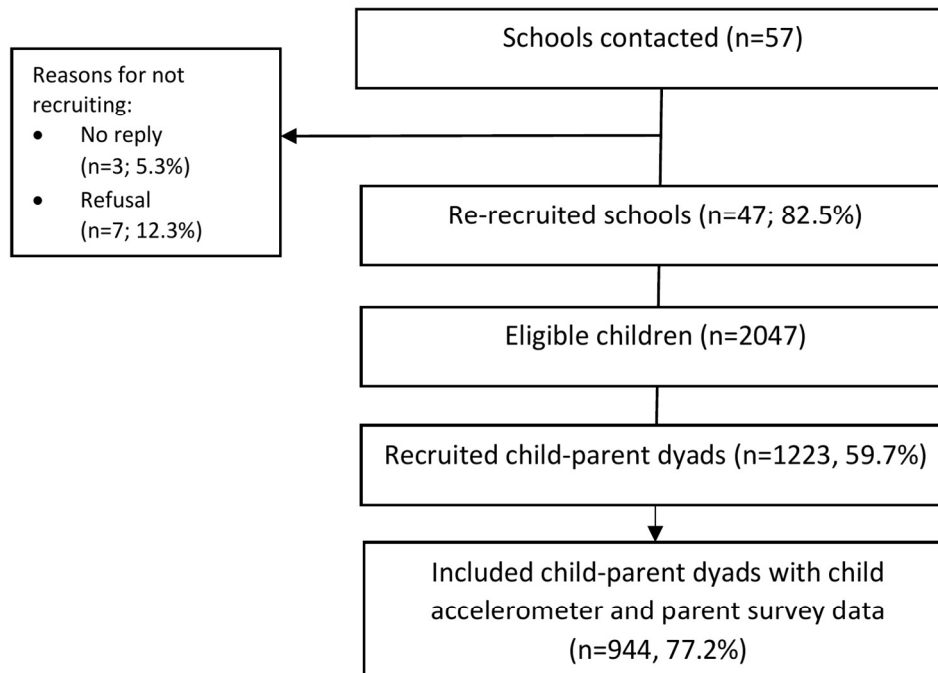 Schools contacted (n=57)
Reasons for not
recruiting:
• No reply
(n=3; 5.3%)
• Refusal
(n=7; 12.3%)
Re-recruited schools (n=47; 82.5%)
Eligible children (n=2047)
Recruited child-parent dyads (n=1223, 59.7%)
Included child-parent dyads with child
accelerometer and parent survey data
(n=944, 77.2%)